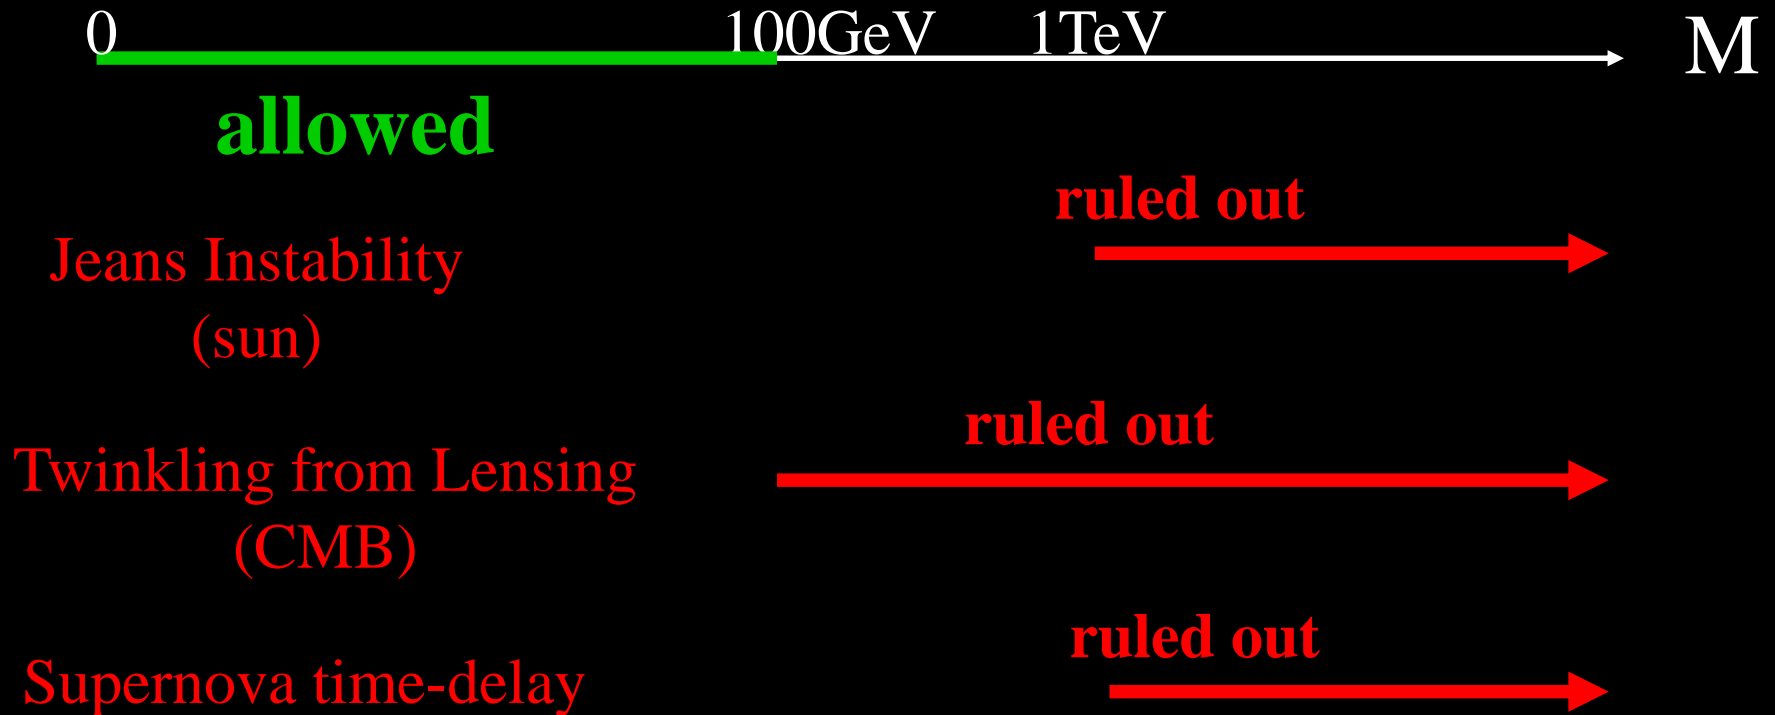 0 100GeV 1TeV M
allowed
ruled out
Jeans Instability
(sun)
ruled out
Twinkling from Lensing
(CMB)
ruled out
Supernova time-delay